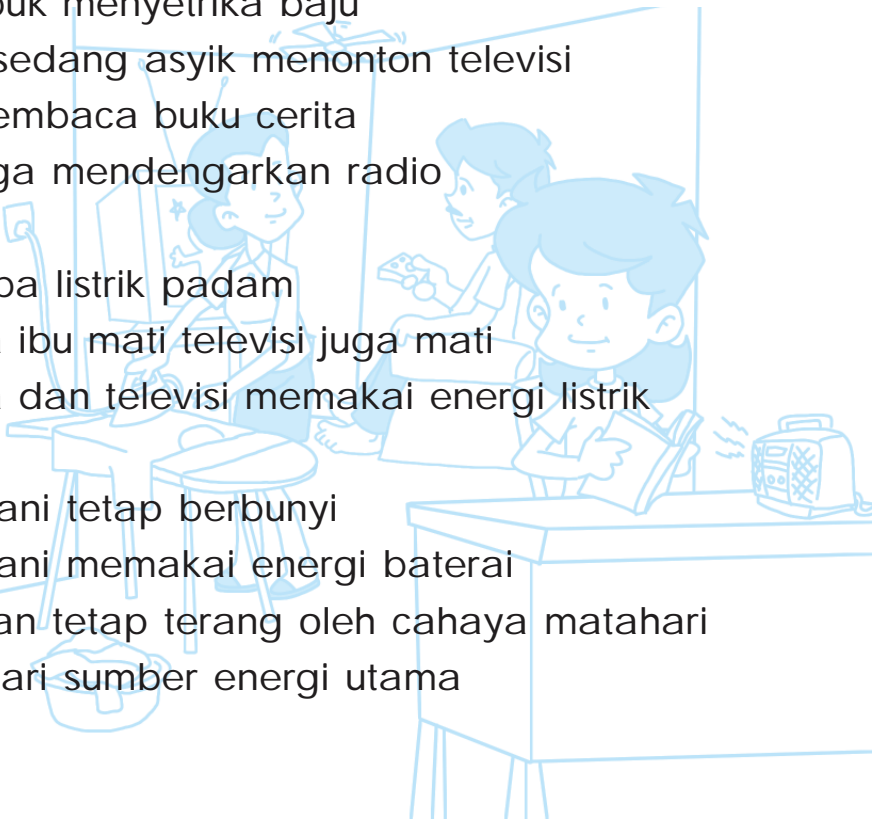 buk menyetrika baju
sedang asyik menonton televisi
embaca buku cerita
ga mendengarkan radio
ba listrik padam
a ibu mati televisi juga mati
a dan televisi memakai energi listrik
ani tetap berbunyi
ani memakai energi baterai
an tetap terang oleh cahaya matahari
ari sumber energi utama